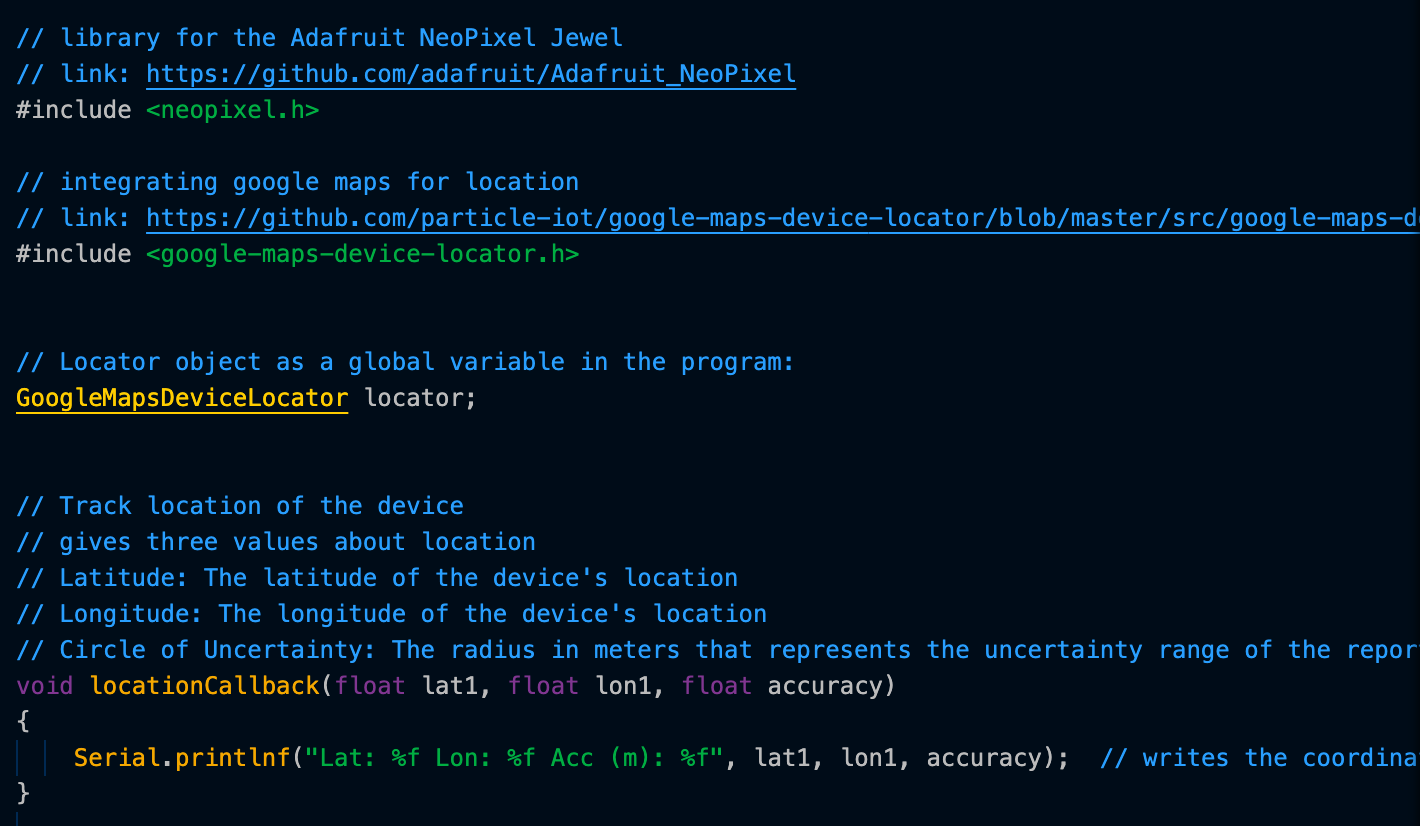 // library for the Adafruit NeoPixel Jewel
// link: https://github.com/adafruit/Adafruit_NeoPixel
#include <neopixel.h>
// integrating google maps for location
// link: https://github.com/particle-iot/google-maps-device-locator/blob/master/src/google-maps-d
#include <google-maps-device-locator.h>
// Locator object as a global variable in the program:
GoogleMapsDeviceLocator locator;
// Track location of the device
// gives three values about location
// Latitude: The latitude of the device's location
// Longitude: The longitude of the device's location
// Circle of Uncertainty: The radius in meters that represents the uncertainty range of the repor
void locationCallback(float lat1, float lon1, float accuracy)
{
    Serial.printlnf("Lat: %f Lon: %f Acc (m): %f", lat1, lon1, accuracy);  // writes the coordina
}